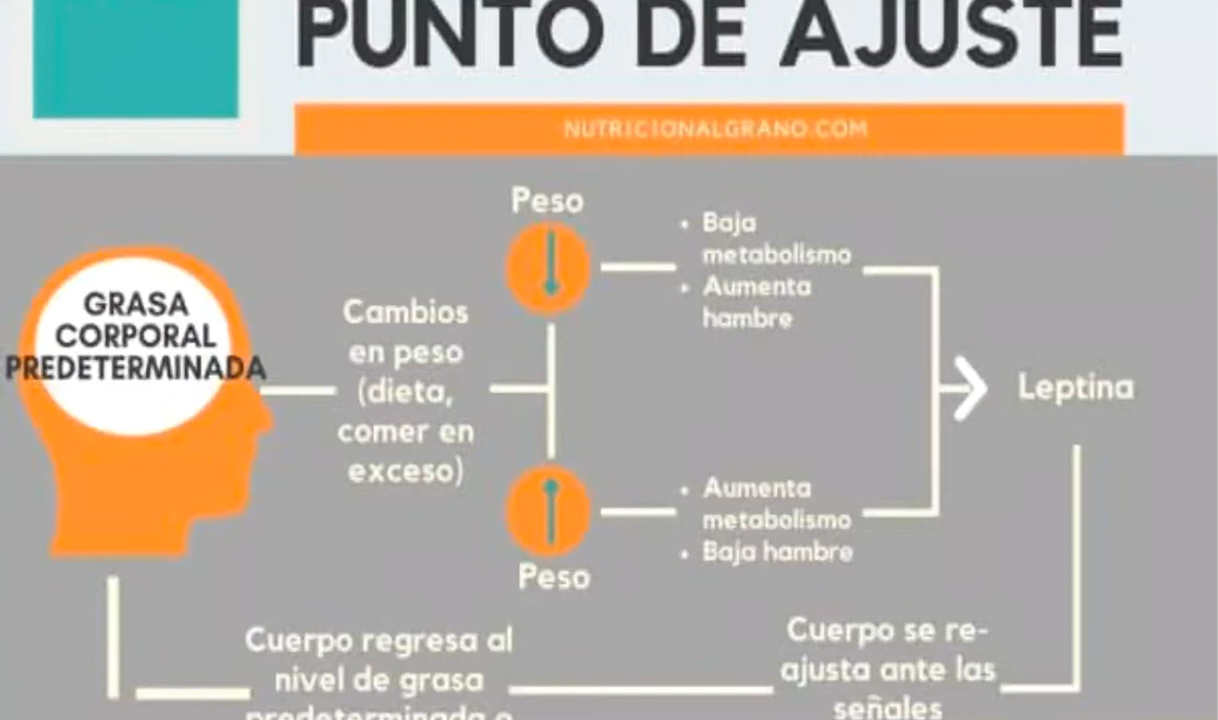 PUNTO DE AJUSTE
NUTRICIONALGRANO.COM
GRASA
CORPORAL
PREDETERMINADA
Cambios
en peso
(dieta,
comer en
exceso)
Peso
• Baja
metabolismo
• Aumenta
hambre
Peso
• Aumenta
metabolismo
• Baja hambre
Leptina
Cuerpo se re-
ajusta ante las
señales
Cuerpo regresa al
nivel de grasa
predeterminada o